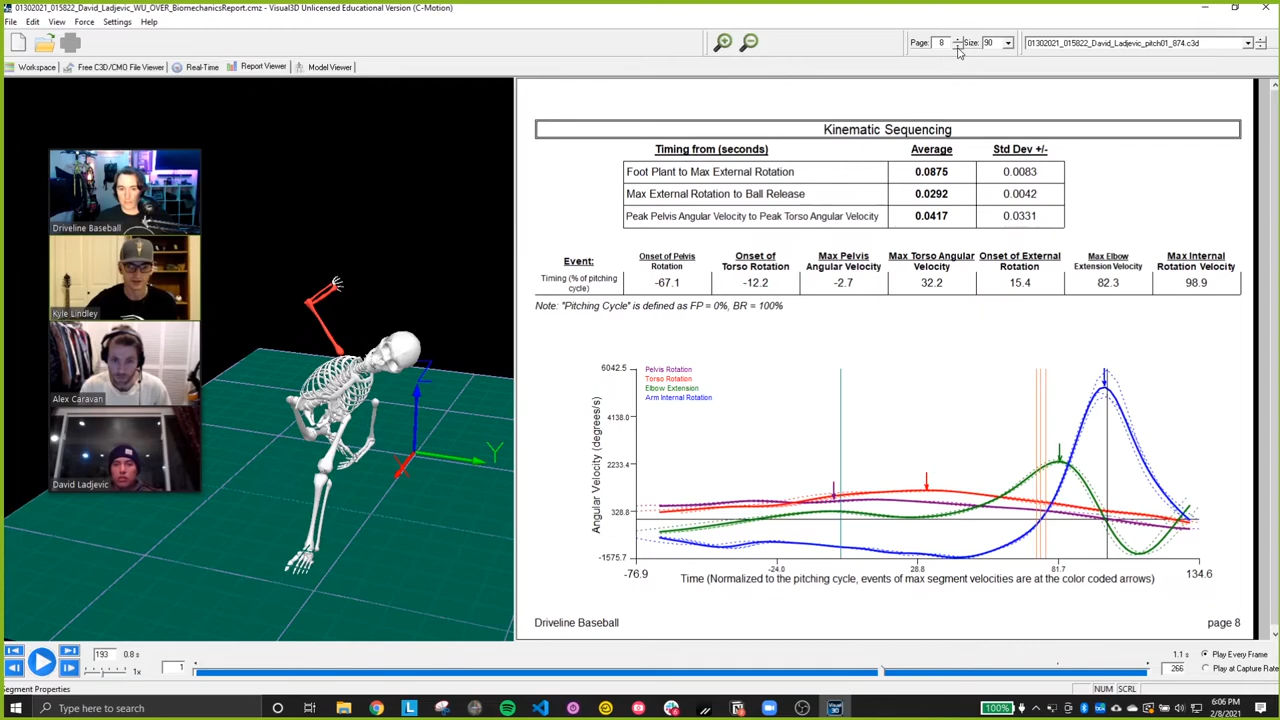 01302021_015822_David_Ladjevic_WU_OVER_BiomechanicsReport.cmz - Visual3D Unlicensed Educational Version (C-Motion)
File Edit View Force Settings Help
Page: 8 Size: 90 01302021_015822_David_Ladjevic_pitch01_874.c3d
Workspace Free C3D/CMO File Viewer Real-Time Report Viewer Model Viewer
Driveline Baseball
Kyle Lindley
Alex Caravan
David Ladjevic
Z
Y
X
Kinematic Sequencing
Timing from (seconds) Average Std Dev +/-
Foot Plant to Max External Rotation 0.0875 0.0083
Max External Rotation to Ball Release 0.0292 0.0042
Peak Pelvis Angular Velocity to Peak Torso Angular Velocity 0.0417 0.0331
Event: Onset of Pelvis Rotation Onset of Torso Rotation Max Pelvis Angular Velocity Max Torso Angular Velocity Onset of External Rotation Max Elbow Extension Velocity Max Internal Rotation Velocity
Timing (% of pitching cycle) -67.1 -12.2 -2.7 32.2 15.4 82.3 98.9
Note: "Pitching Cycle" is defined as FP = 0%, BR = 100%
6042.5
4138.0
2233.4
328.8
-1575.7
Angular Velocity (degrees/s)
Pelvis Rotation
Torso Rotation
Elbow Extension
Arm Internal Rotation
-76.9 -24.0 28.8 81.7 134.6
Time (Normalized to the pitching cycle, events of max segment velocities are at the color coded arrows)
Driveline Baseball page 8
193 0.8 s 1 1.1 s Play Every Frame
1x 266 Play at Capture Rate
Segment Properties NUM SCRL
Type here to search 100% 6:06 PM
2/8/2021